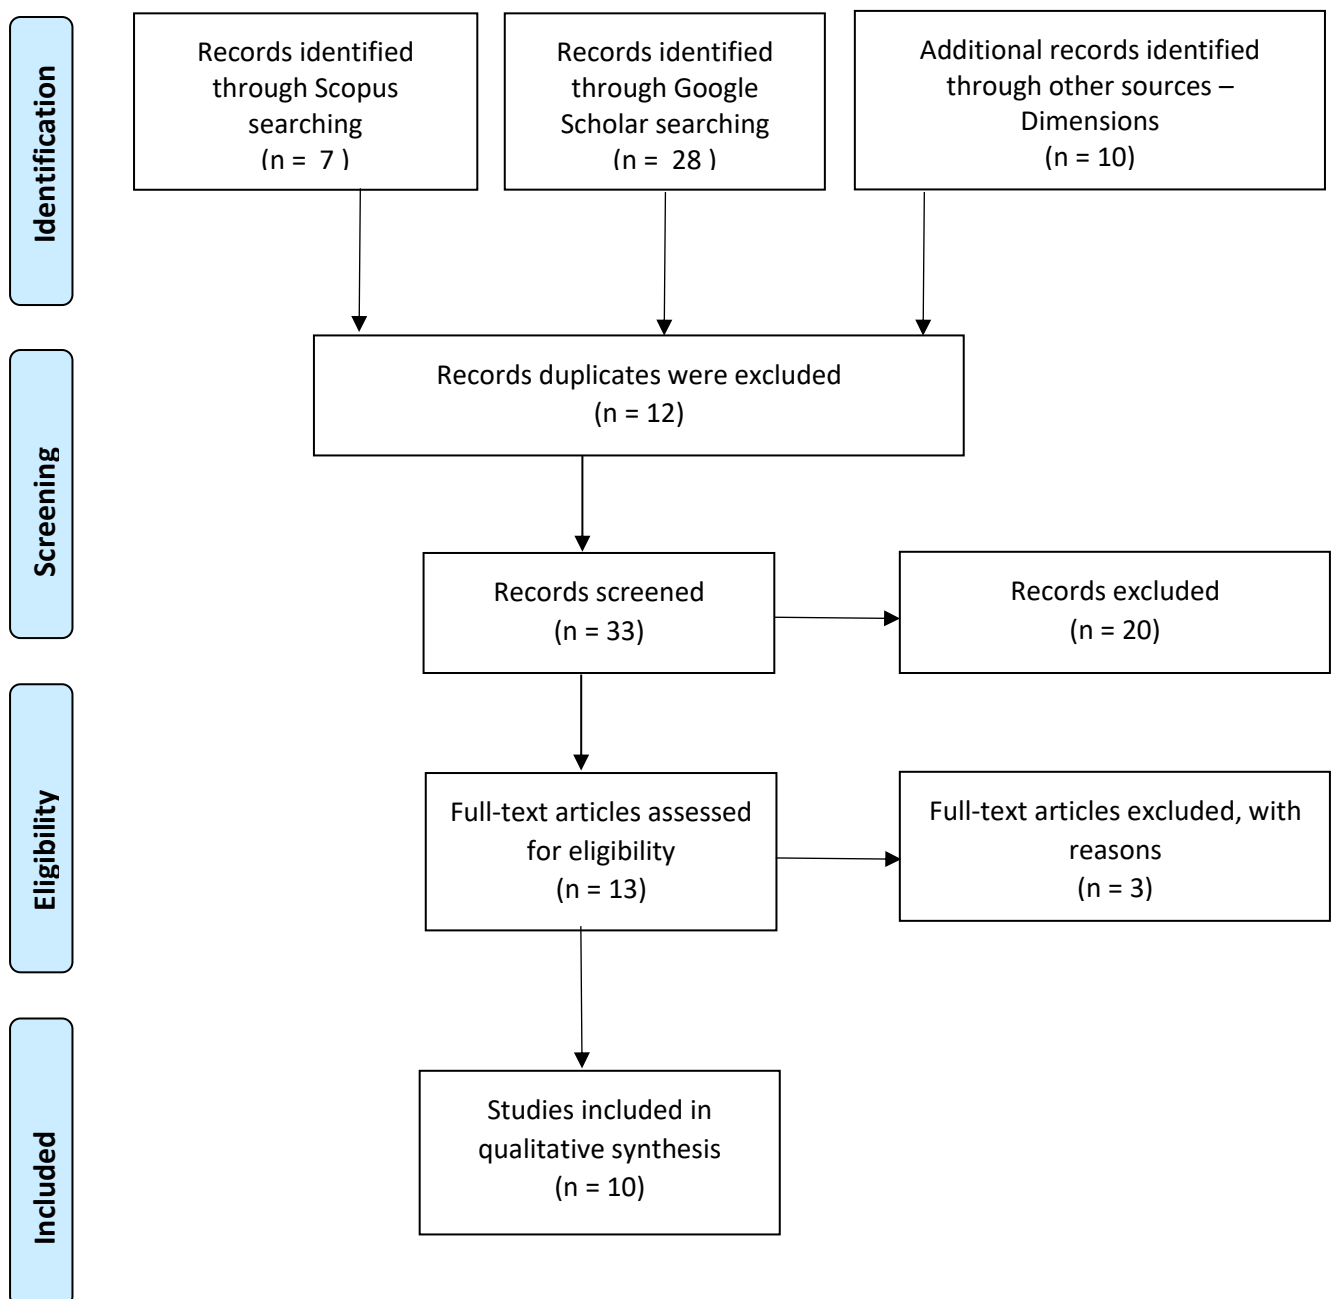 Identification
Records identified
through Scopus
searching
(n = 7 )
Records identified
through Google
Scholar searching
(n = 28 )
Additional records identified
through other sources –
Dimensions
(n = 10)
Screening
Records duplicates were excluded
(n = 12)
Records screened
(n = 33)
Records excluded
(n = 20)
Eligibility
Full-text articles assessed
for eligibility
(n = 13)
Full-text articles excluded, with
reasons
(n = 3)
Included
Studies included in
qualitative synthesis
(n = 10)